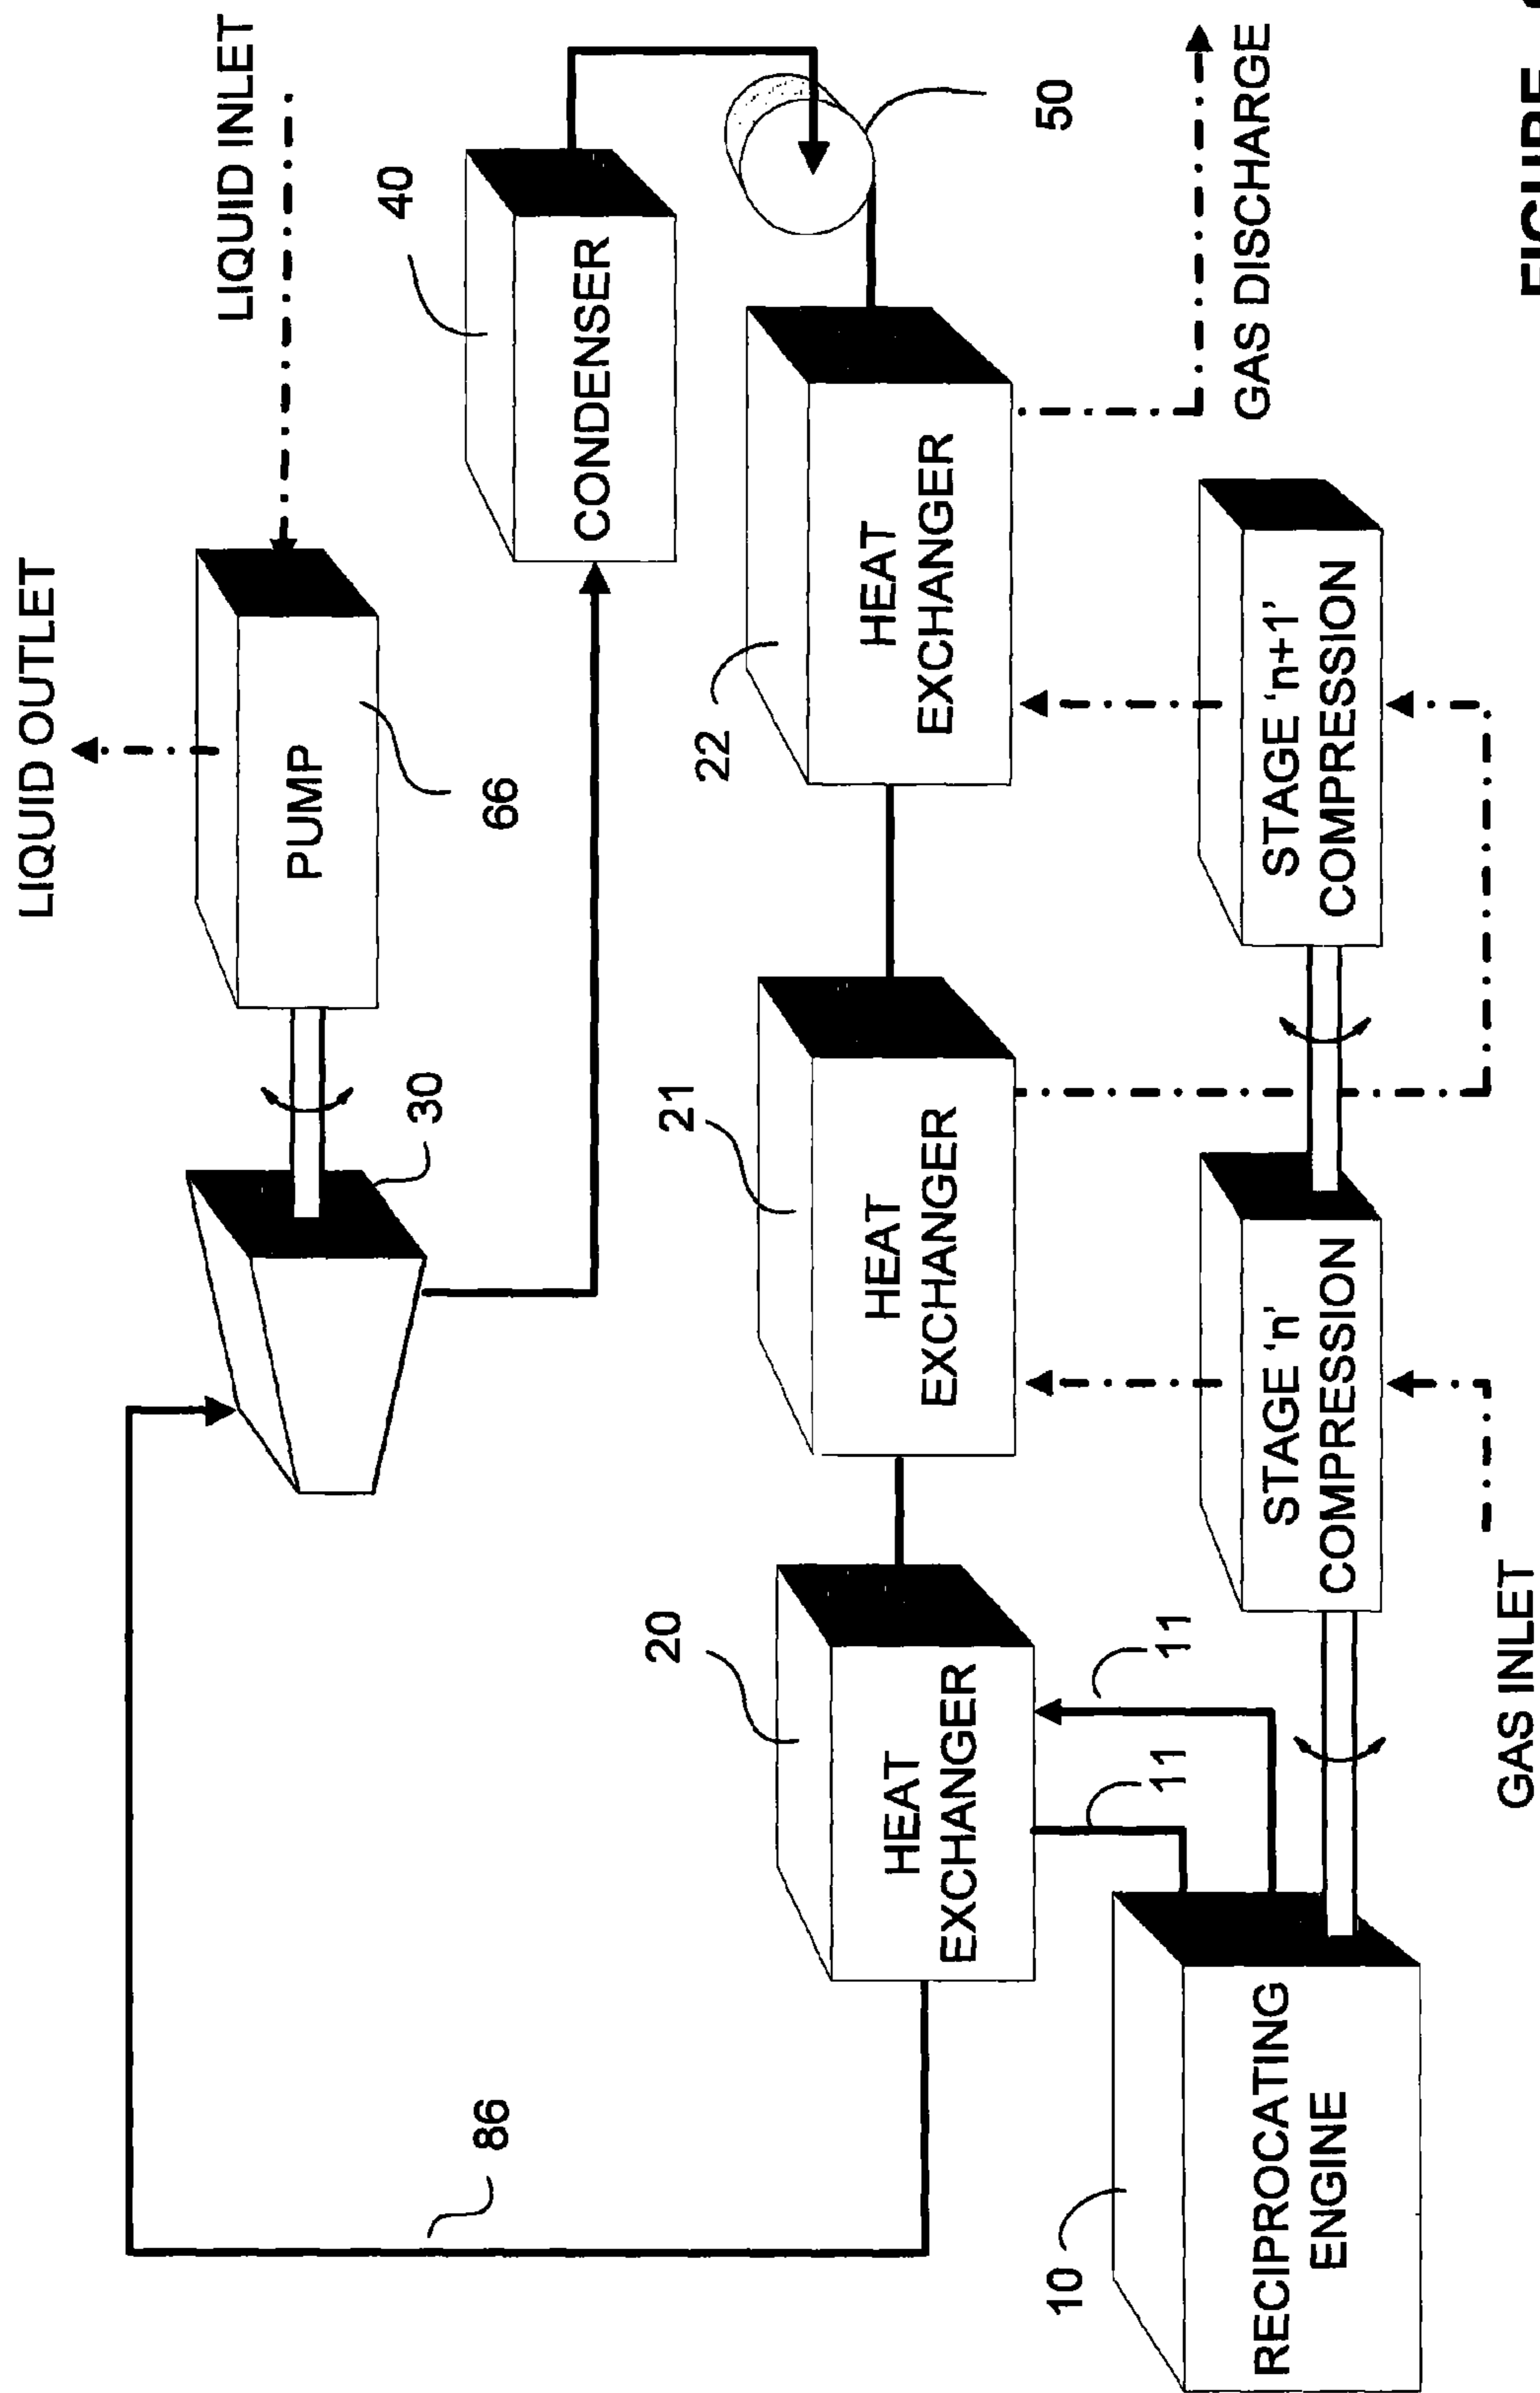 LIQUID OUTLET
LIQUID INLET
PUMP
66
30
40
CONDENSER
50
86
20
HEAT
EXCHANGER
21
HEAT
EXCHANGER
22
HEAT
EXCHANGER
11
11
10
RECIPROCATING
ENGINE
STAGE 'n'
COMPRESSION
STAGE 'n+1'
COMPRESSION
GAS INLET
GAS DISCHARGE
FIGURE